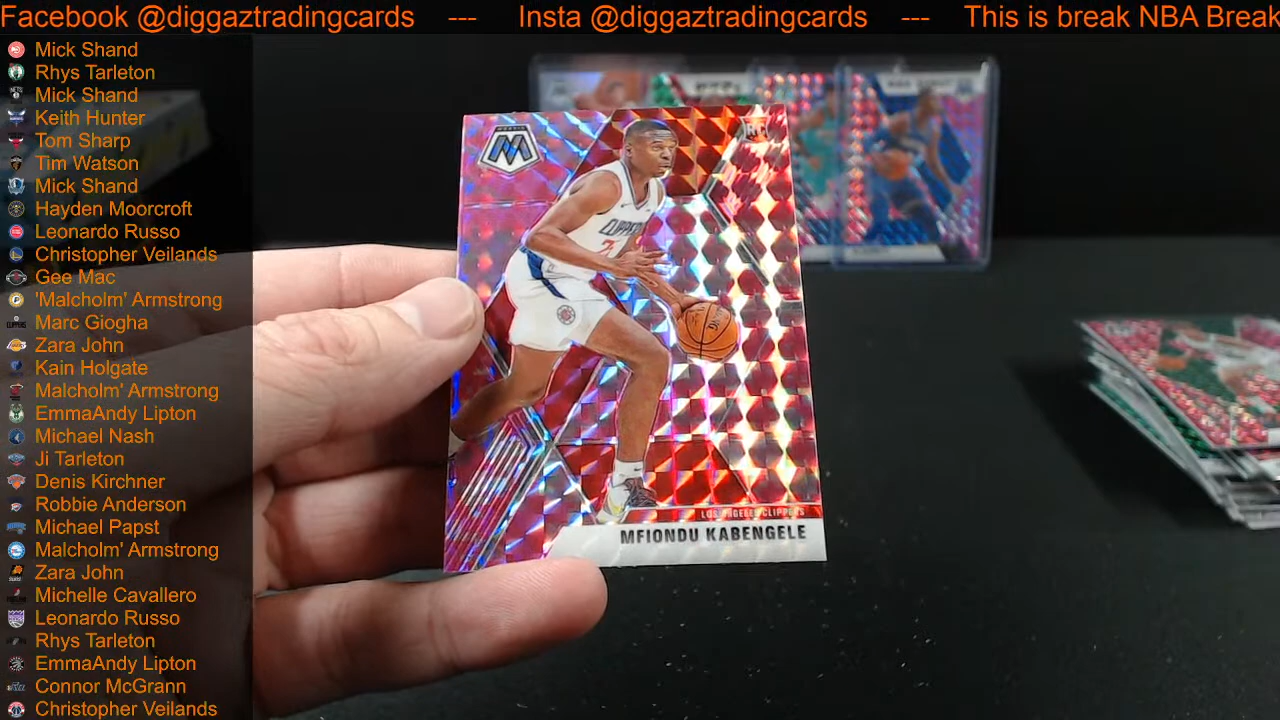 Facebook @diggaztradingcards --- Insta @diggaztradingcards --- This is break NBA Break
Mick Shand
Rhys Tarleton
Mick Shand
Keith Hunter
Tom Sharp
Tim Watson
Mick Shand
Hayden Moorcroft
Leonardo Russo
Christopher Veilands
Gee Mac
'Malcholm' Armstrong
Marc Giogha
Zara John
Kain Holgate
Malcholm' Armstrong
EmmaAndy Lipton
Michael Nash
Ji Tarleton
Denis Kirchner
Robbie Anderson
Michael Papst
Malcholm' Armstrong
Zara John
Michelle Cavallero
Leonardo Russo
Rhys Tarleton
EmmaAndy Lipton
Connor McGrann
Christopher Veilands
MOSAIC
RC
CLIPPERS
LOS ANGELES CLIPPERS
MFIONDU KABENGELE